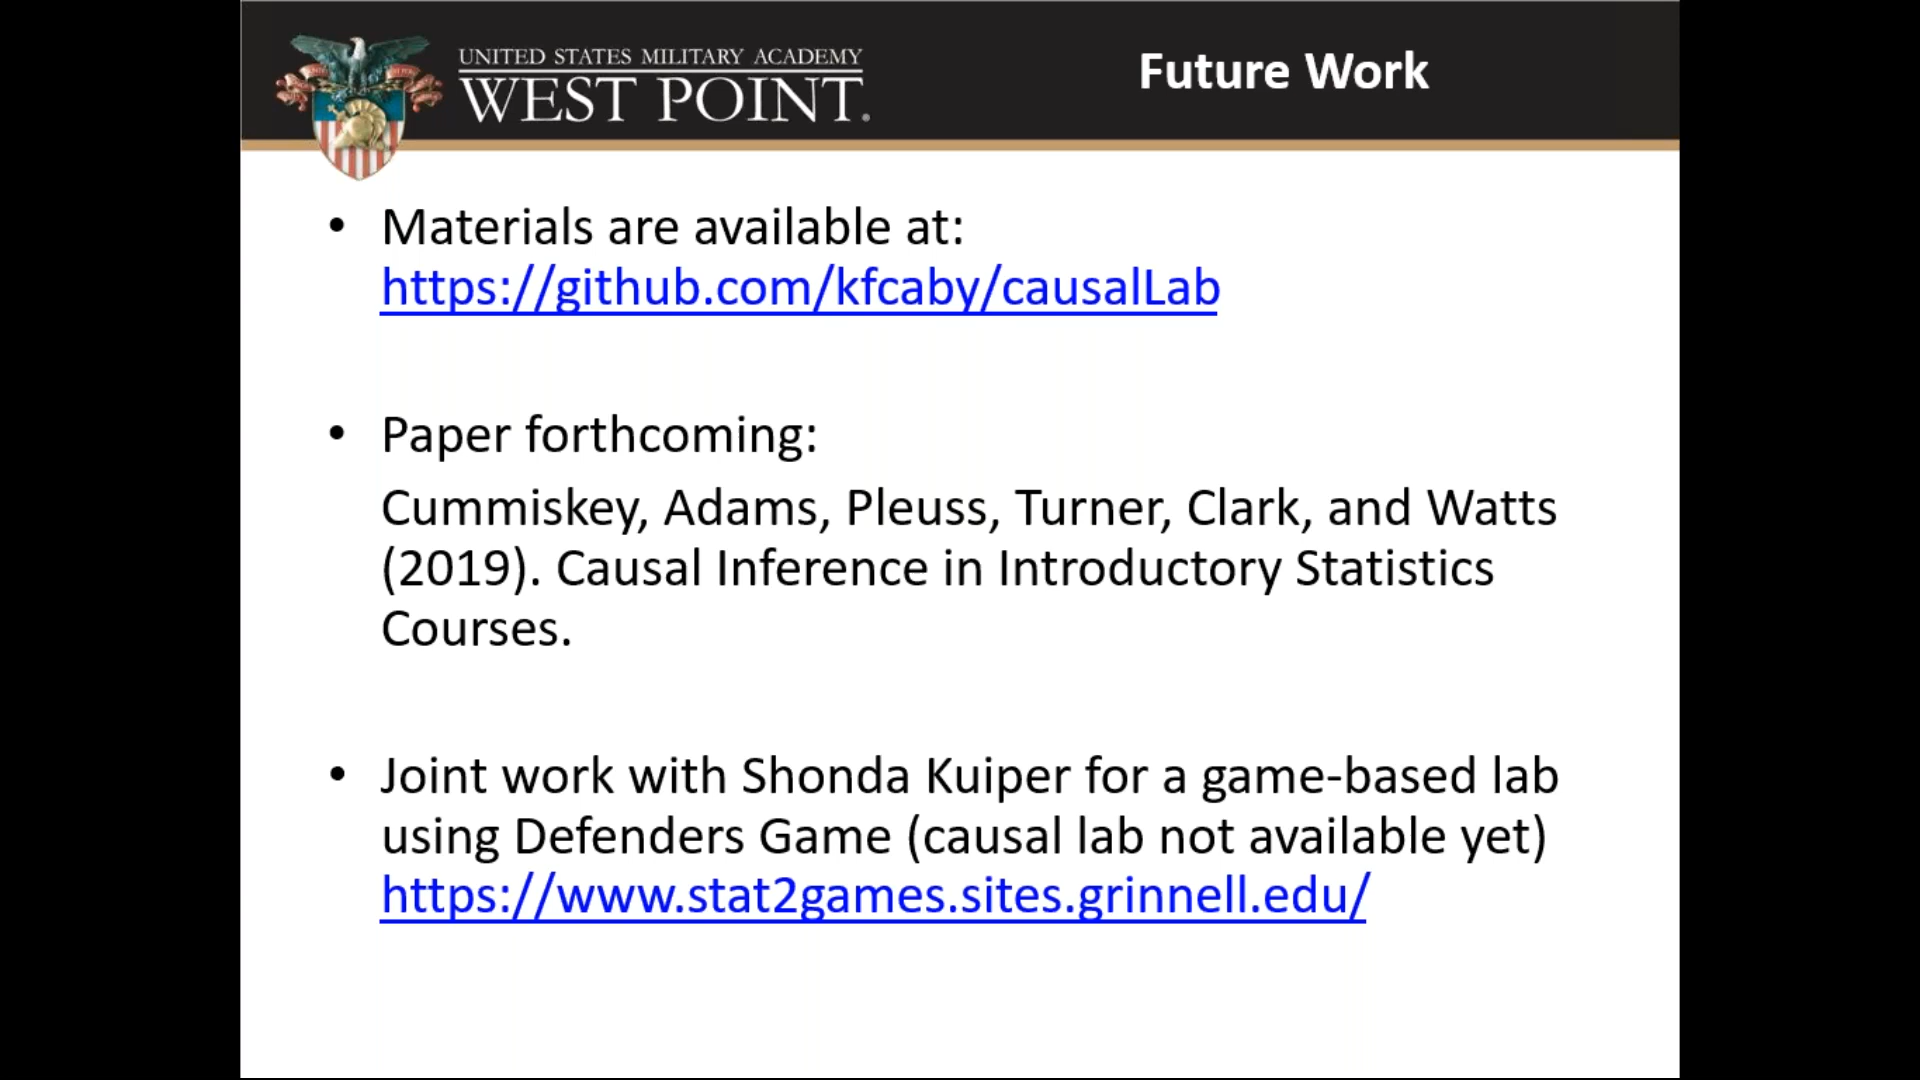 UNITED STATES MILITARY ACADEMY
WEST POINT.
Future Work
• Materials are available at:
https://github.com/kfcaby/causalLab
• Paper forthcoming:
Cummiskey, Adams, Pleuss, Turner, Clark, and Watts
(2019). Causal Inference in Introductory Statistics
Courses.
• Joint work with Shonda Kuiper for a game-based lab
using Defenders Game (causal lab not available yet)
https://www.stat2games.sites.grinnell.edu/